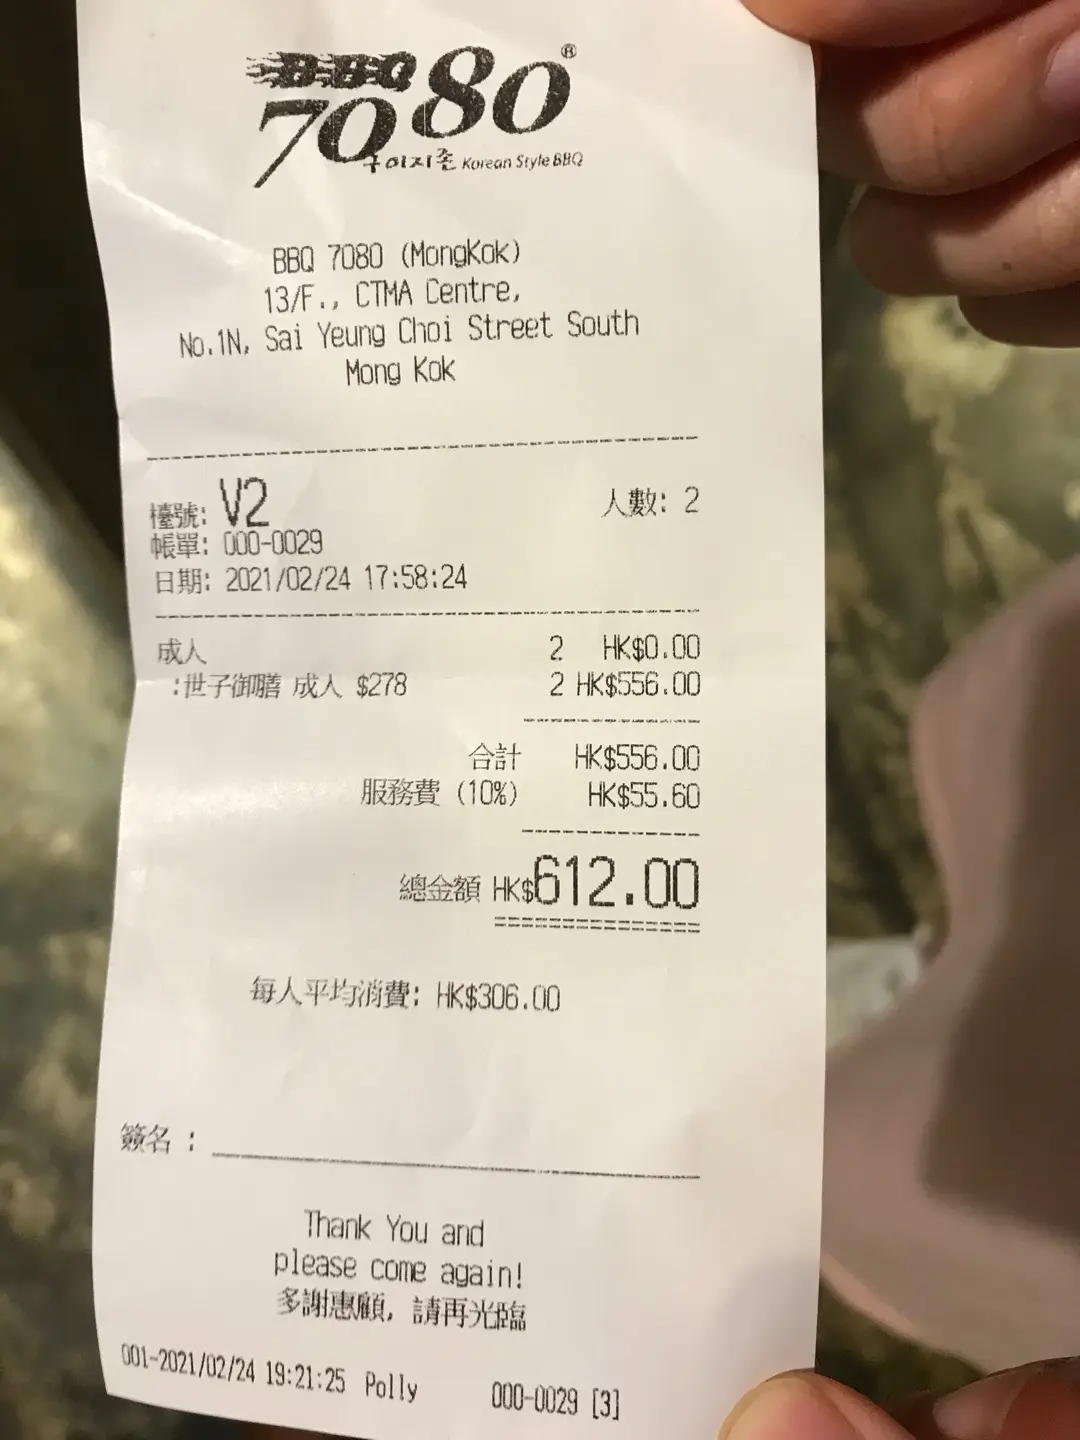 BBQ
7080®
구이지존 Korean Style BBQ
BBQ 7080 (MongKok)
13/F., CTMA Centre,
No.1N, Sai Yeung Choi Street South
Mong Kok
檯號: V2 人數: 2
帳單: 000-0029
日期: 2021/02/24 17:58:24
成人 2 HK$0.00
:世子御膳 成人 $278 2 HK$556.00
合計 HK$556.00
服務費 (10%) HK$55.60
總金額 HK$612.00
每人平均消費: HK$306.00
簽名 :
Thank You and
please come again!
多謝惠顧, 請再光臨
001-2021/02/24 19:21:25 Polly 000-0029 [3]